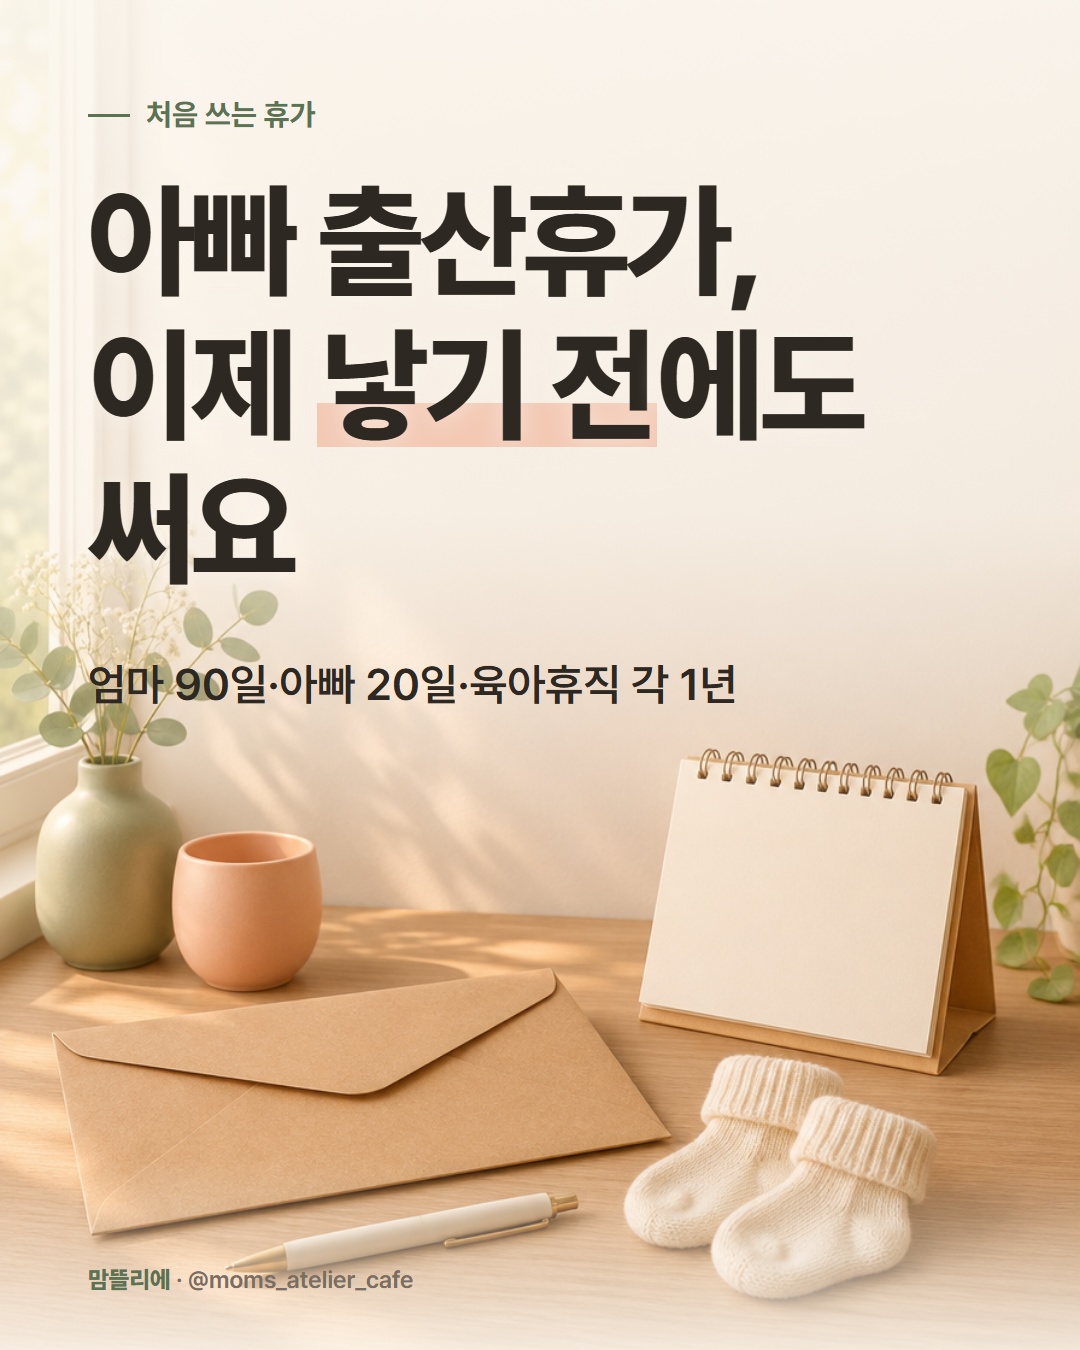 처음 쓰는 휴가
아빠 출산휴가,
이제 낳기 전에도
써요
엄마 90일·아빠 20일·육아휴직 각 1년
맘뜰리에 · @moms_atelier_cafe